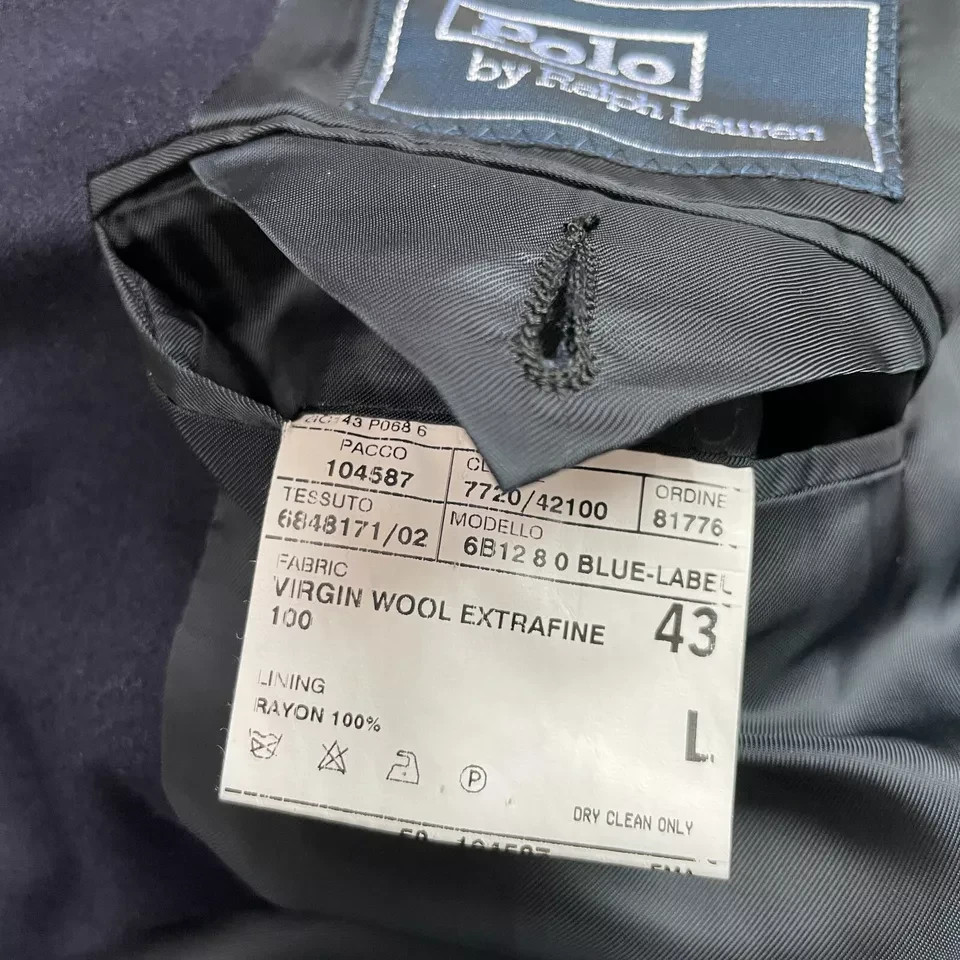 Polo
by Ralph Lauren
43 P068 6
PACCO
104587
7720/42100
ORDINE
81776
TESSUTO
6848171/02
MODELLO
6B12 8 0 BLUE-LABEL
FABRIC
VIRGIN WOOL EXTRAFINE
100
43
LINING
RAYON 100%
L
P
DRY CLEAN ONLY